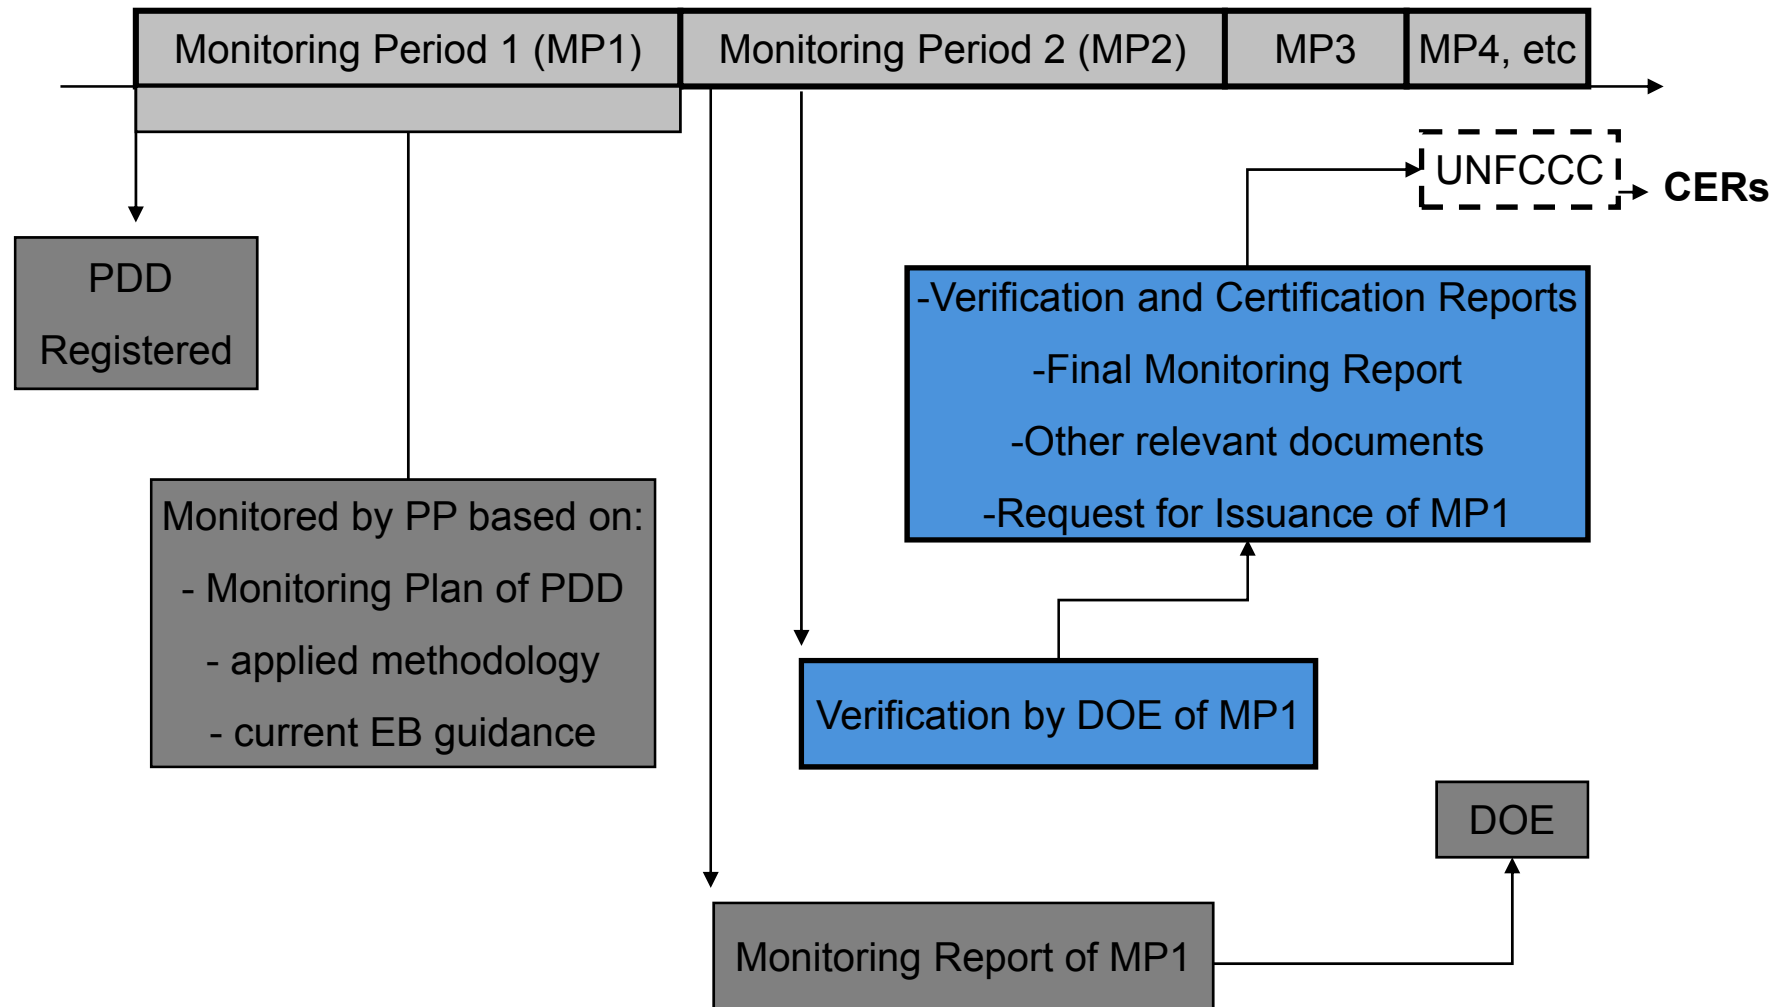 Monitoring Period 1 (MP1)
Monitoring Period 2 (MP2)
MP3
MP4, etc
UNFCCC
CERs
PDD
Registered
-Verification and Certification Reports
-Final Monitoring Report
-Other relevant documents
-Request for Issuance of MP1
Monitored by PP based on:
- Monitoring Plan of PDD
- applied methodology
- current EB guidance
Verification by DOE of MP1
DOE
Monitoring Report of MP1